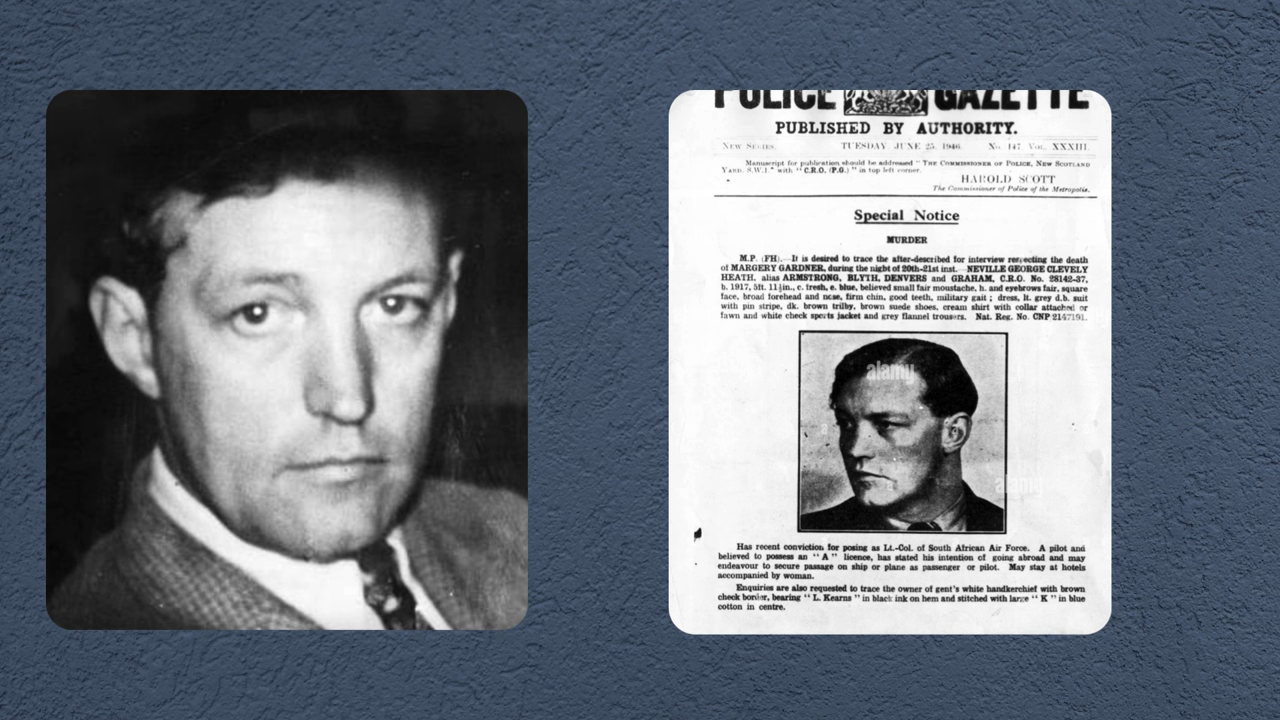 POLICE GAZETTE
PUBLISHED BY AUTHORITY.
NEW SERIES. TUESDAY JUNE 25, 1946. No. 147 VOL. XXXIII.
Manuscript for publication should be addressed "THE COMMISSIONER OF POLICE, NEW SCOTLAND
YARD. S.W.1" with "C.R.O. (P.G.)" in top left corner.
HAROLD SCOTT
The Commissioner of Police of the Metropolis.
Special Notice
MURDER
M.P. (FH).—It is desired to trace the after-described for interview respecting the death
of MARGERY GARDNER, during the night of 20th-21st inst. NEVILLE GEORGE CLEVELY
HEATH, alias ARMSTRONG, BLYTH, DENVERS and GRAHAM, C.R.O. No. 28142-37,
b. 1917, 5ft. 11½in., c. fresh, e. blue, believed small fair moustache, h. and eyebrows fair, square
face, broad forehead and nose, firm chin, good teeth, military gait ; dress, lt. grey d.b. suit
with pin stripe, dk. brown trilby, brown suede shoes, cream shirt with collar attached or
fawn and white check sports jacket and grey flannel trousers. Nat. Reg. No. CNP 2147191.
alamy
alamy
Has recent conviction for posing as Lt.-Col. of South African Air Force. A pilot and
believed to possess an "A" licence, has stated his intention of going abroad and may
endeavour to secure passage on ship or plane as passenger or pilot. May stay at hotels
accompanied by woman.
Enquiries are also requested to trace the owner of gent's white handkerchief with brown
check border, bearing "L. Kearns" in black ink on hem and stitched with large "K" in blue
cotton in centre.